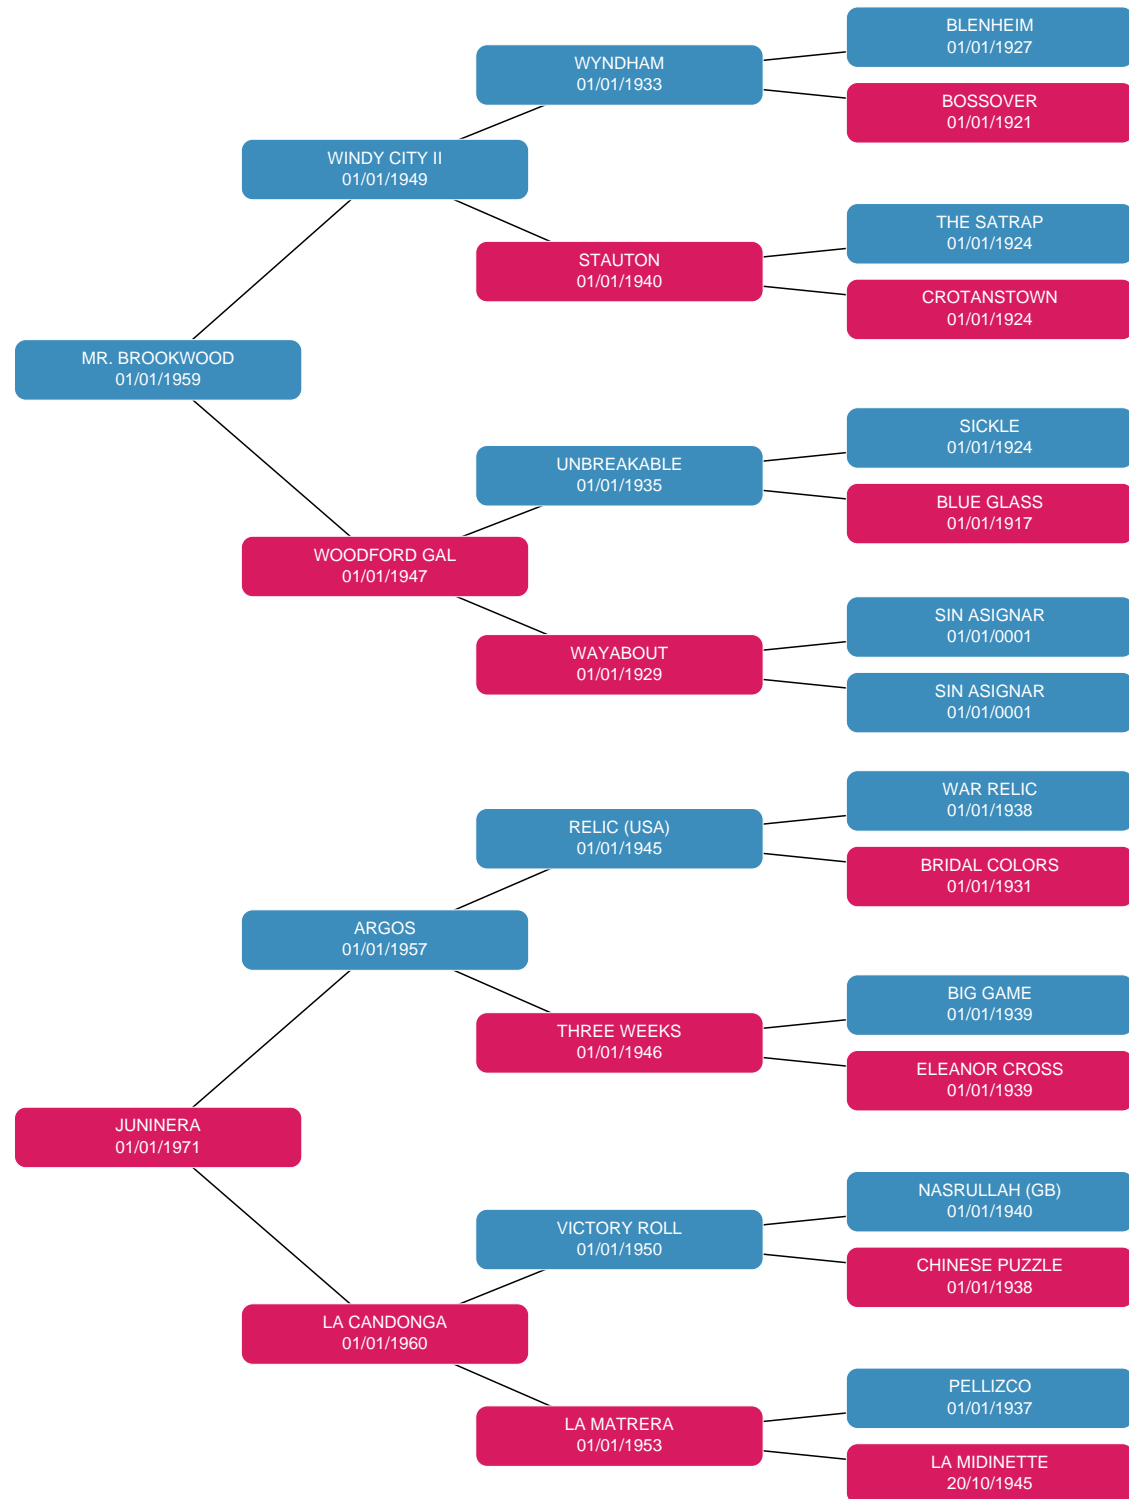 BLENHEIM
01/01/1927
WYNDHAM
01/01/1933
BOSSOVER
01/01/1921
WINDY CITY II
01/01/1949
THE SATRAP
01/01/1924
STAUTON
01/01/1940
CROTANSTOWN
01/01/1924
MR. BROOKWOOD
01/01/1959
SICKLE
01/01/1924
UNBREAKABLE
01/01/1935
BLUE GLASS
01/01/1917
WOODFORD GAL
01/01/1947
SIN ASIGNAR
01/01/0001
WAYABOUT
01/01/1929
SIN ASIGNAR
01/01/0001
WAR RELIC
01/01/1938
RELIC (USA)
01/01/1945
BRIDAL COLORS
01/01/1931
ARGOS
01/01/1957
BIG GAME
01/01/1939
THREE WEEKS
01/01/1946
ELEANOR CROSS
01/01/1939
JUNINERA
01/01/1971
NASRULLAH (GB)
01/01/1940
VICTORY ROLL
01/01/1950
CHINESE PUZZLE
01/01/1938
LA CANDONGA
01/01/1960
PELLIZCO
01/01/1937
LA MATRERA
01/01/1953
LA MIDINETTE
20/10/1945